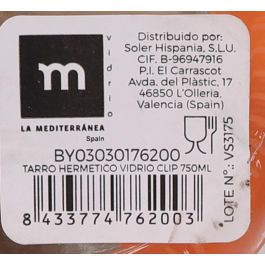 m
vidrio
LA MEDITERRÁNEA
Spain
Distribuido por:
Soler Hispania, S.L.U.
CIF. B-96947916
P.I. El Carrascot
Avda. del Plàstic, 17
46850 L'Olleria,
Valencia (Spain)
BY03030176200
TARRO HERMETICO VIDRIO CLIP 750ML
8 433774 762003
LOTE Nº.: VS3175